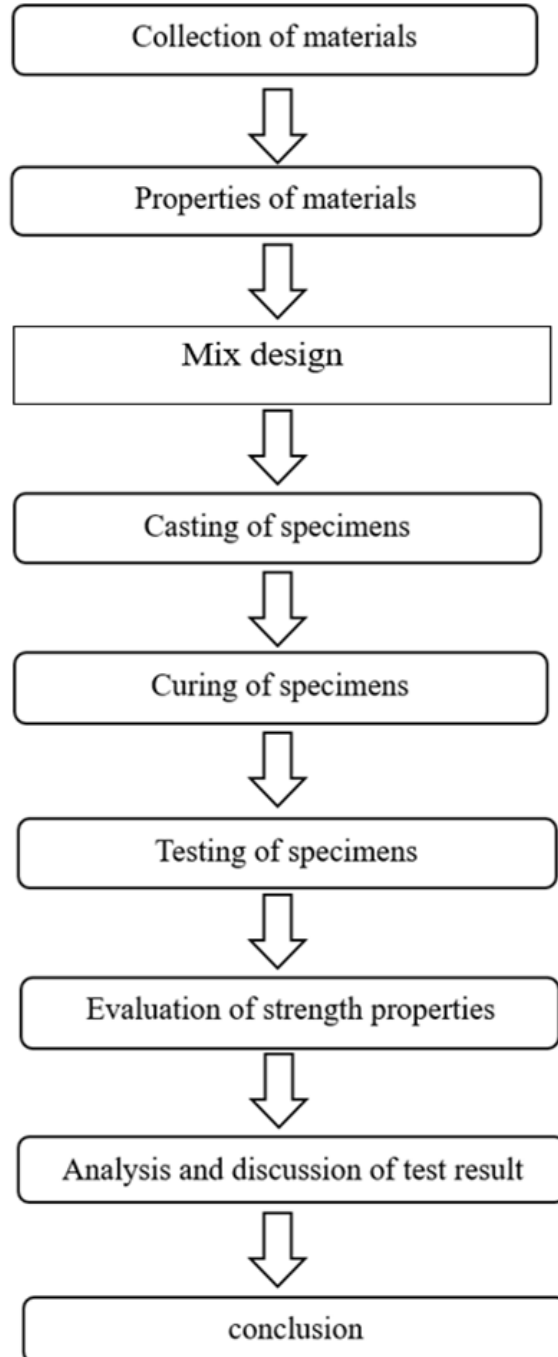 Collection of materials
Properties of materials
Mix design
Casting of specimens
Curing of specimens
Testing of specimens
Evaluation of strength properties
Analysis and discussion of test result
conclusion